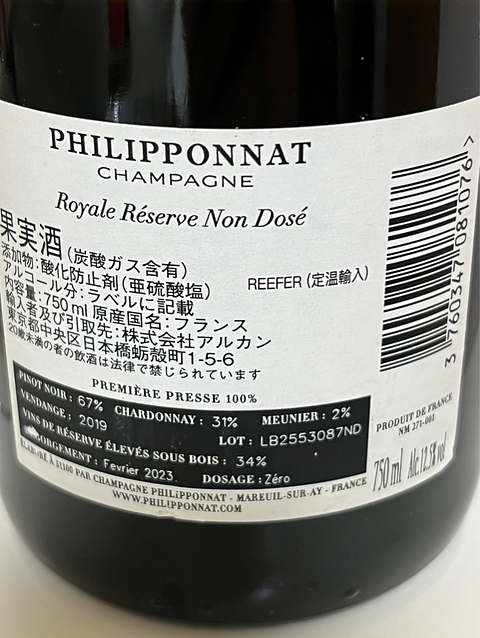 PHILIPPONNAT
CHAMPAGNE
Royale Réserve Non Dosé
果実酒 (炭酸ガス含有)
添加物:酸化防止剤(亜硫酸塩)
アルコール分:ラベルに記載
REEFER (定温輸入)
内容量:750ml 原産国名:フランス
輸入者及び引取先:株式会社アルカン
東京都中央区日本橋蛎殻町1-5-6
20歳未満の者の飲酒は法律で禁じられています
PREMIÈRE PRESSE 100%
PINOT NOIR : 67% CHARDONNAY : 31% MEUNIER : 2%
VENDANGE : 2019
LOT : LB2553087ND
VINS DE RÉSERVE ÉLEVÉS SOUS BOIS : 34%
DÉGORGEMENT : Fevrier 2023.
DOSAGE : Zéro
ÉLABORÉ À 51100 PAR CHAMPAGNE PHILIPPONNAT - MAREUIL-SUR-AY - FRANCE
WWW.PHILIPPONNAT.COM
3 760347 081076 >
PRODUIT DE FRANCE
NM 271-001
750 ml Alc.12.5% vol